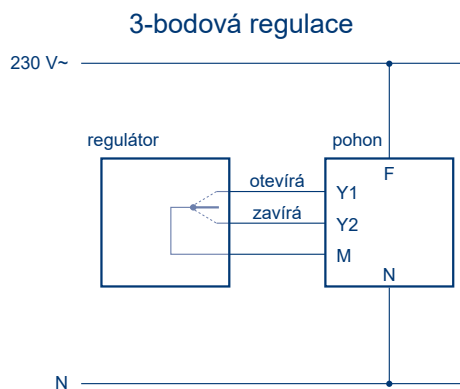 3-bodová regulace
230 V~
regulátor
pohon
F
otevírá
Y1
zavírá
Y2
M
N
N